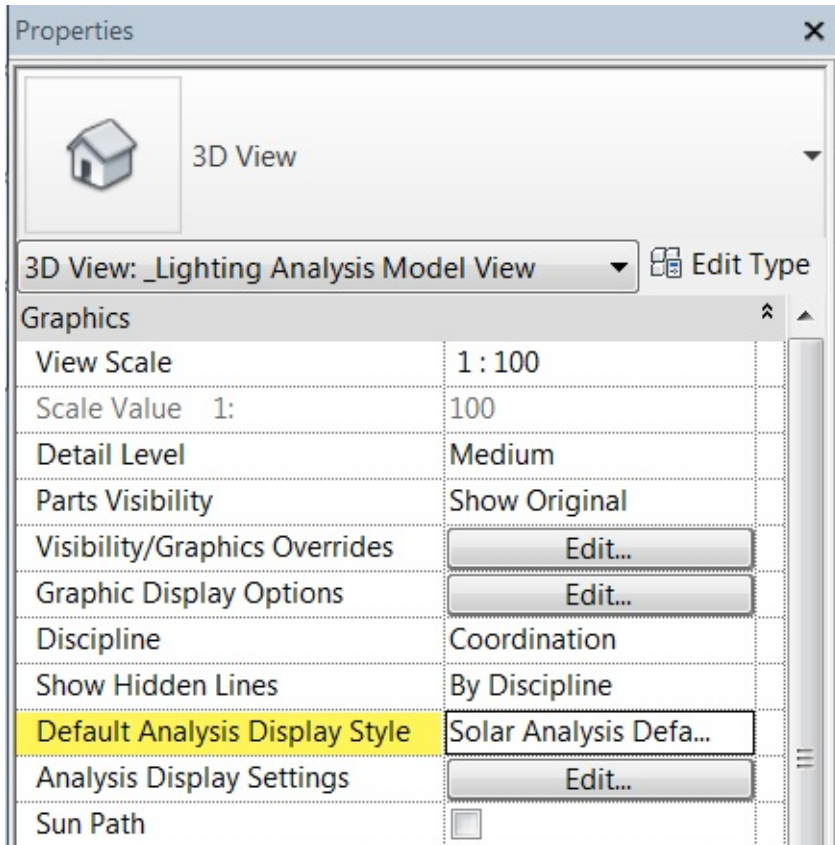 Properties
3D View
3D View: _Lighting Analysis Model View Edit Type
Graphics
View Scale 1 : 100
Scale Value 1: 100
Detail Level Medium
Parts Visibility Show Original
Visibility/Graphics Overrides Edit...
Graphic Display Options Edit...
Discipline Coordination
Show Hidden Lines By Discipline
Default Analysis Display Style Solar Analysis Defa...
Analysis Display Settings Edit...
Sun Path